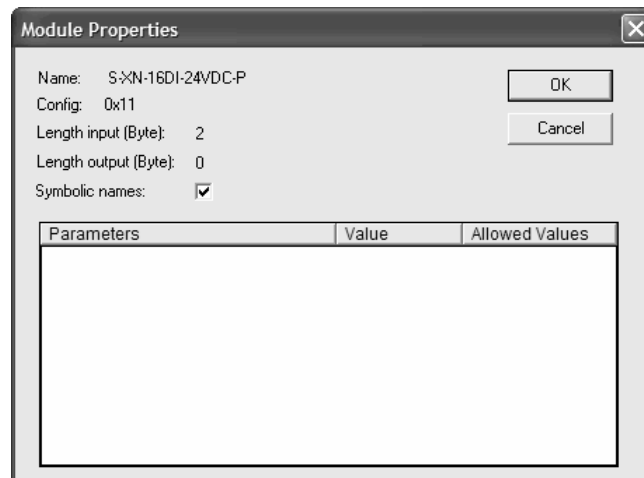 Module Properties
Name: S-XN-16DI-24VDC-P
OK
Config: 0x11
Length input (Byte): 2
Cancel
Length output (Byte): 0
Symbolic names:
Parameters Value Allowed Values